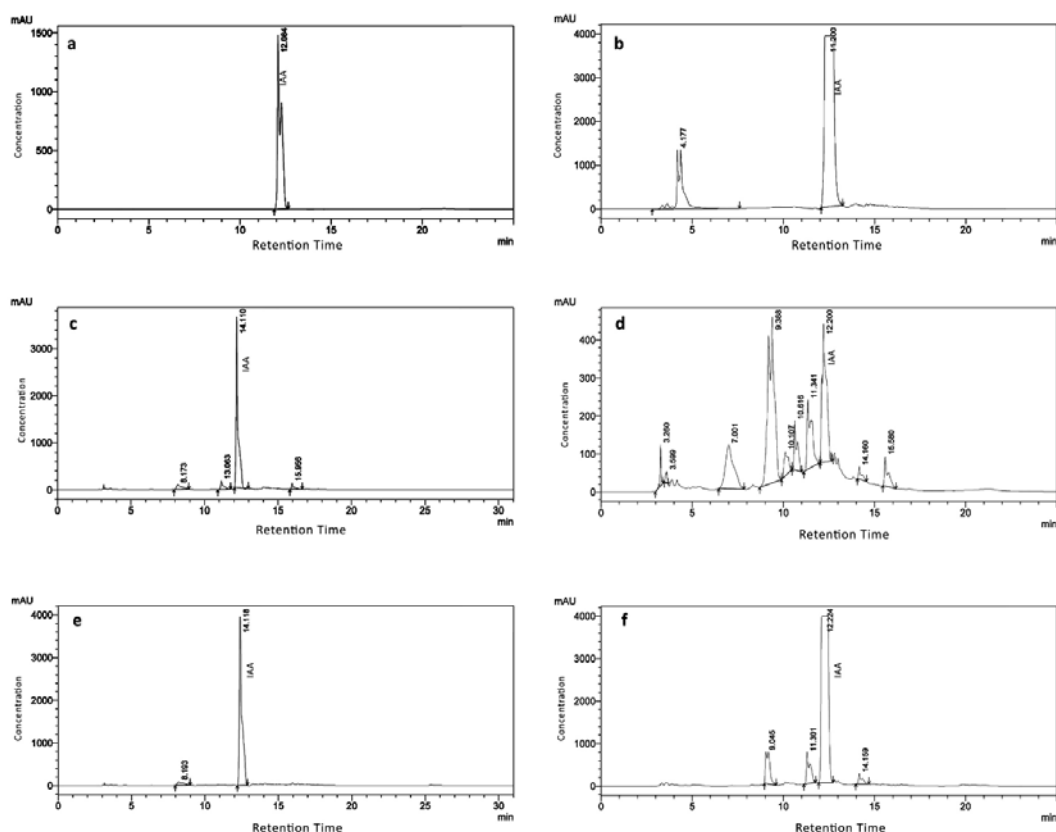 mAU
a
1500
1000
500
0
12.084
IAA
Concentration
0 5 10 15 20
Retention Time
min
mAU
b
4000
3000
2000
1000
0
4.177
11.200
IAA
Concentration
0 5 10 15 20
Retention Time
min
mAU
c
3000
2000
1000
0
8.173
13.063
14.110
IAA
15.956
Concentration
0 5 10 15 20 25 30
Retention Time
min
mAU
d
400
300
200
100
0
3.260
3.599
7.001
9.388
10.107
10.616
11.341
12.200
IAA
14.160
15.580
Concentration
0 5 10 15 20
Retention Time
min
mAU
e
4000
3000
2000
1000
0
8.193
14.118
IAA
Concentration
0 5 10 15 20 25 30
Retention Time
min
mAU
f
4000
3000
2000
1000
0
9.045
11.301
12.224
IAA
14.159
Concentration
0 5 10 15 20
Retention Time
min